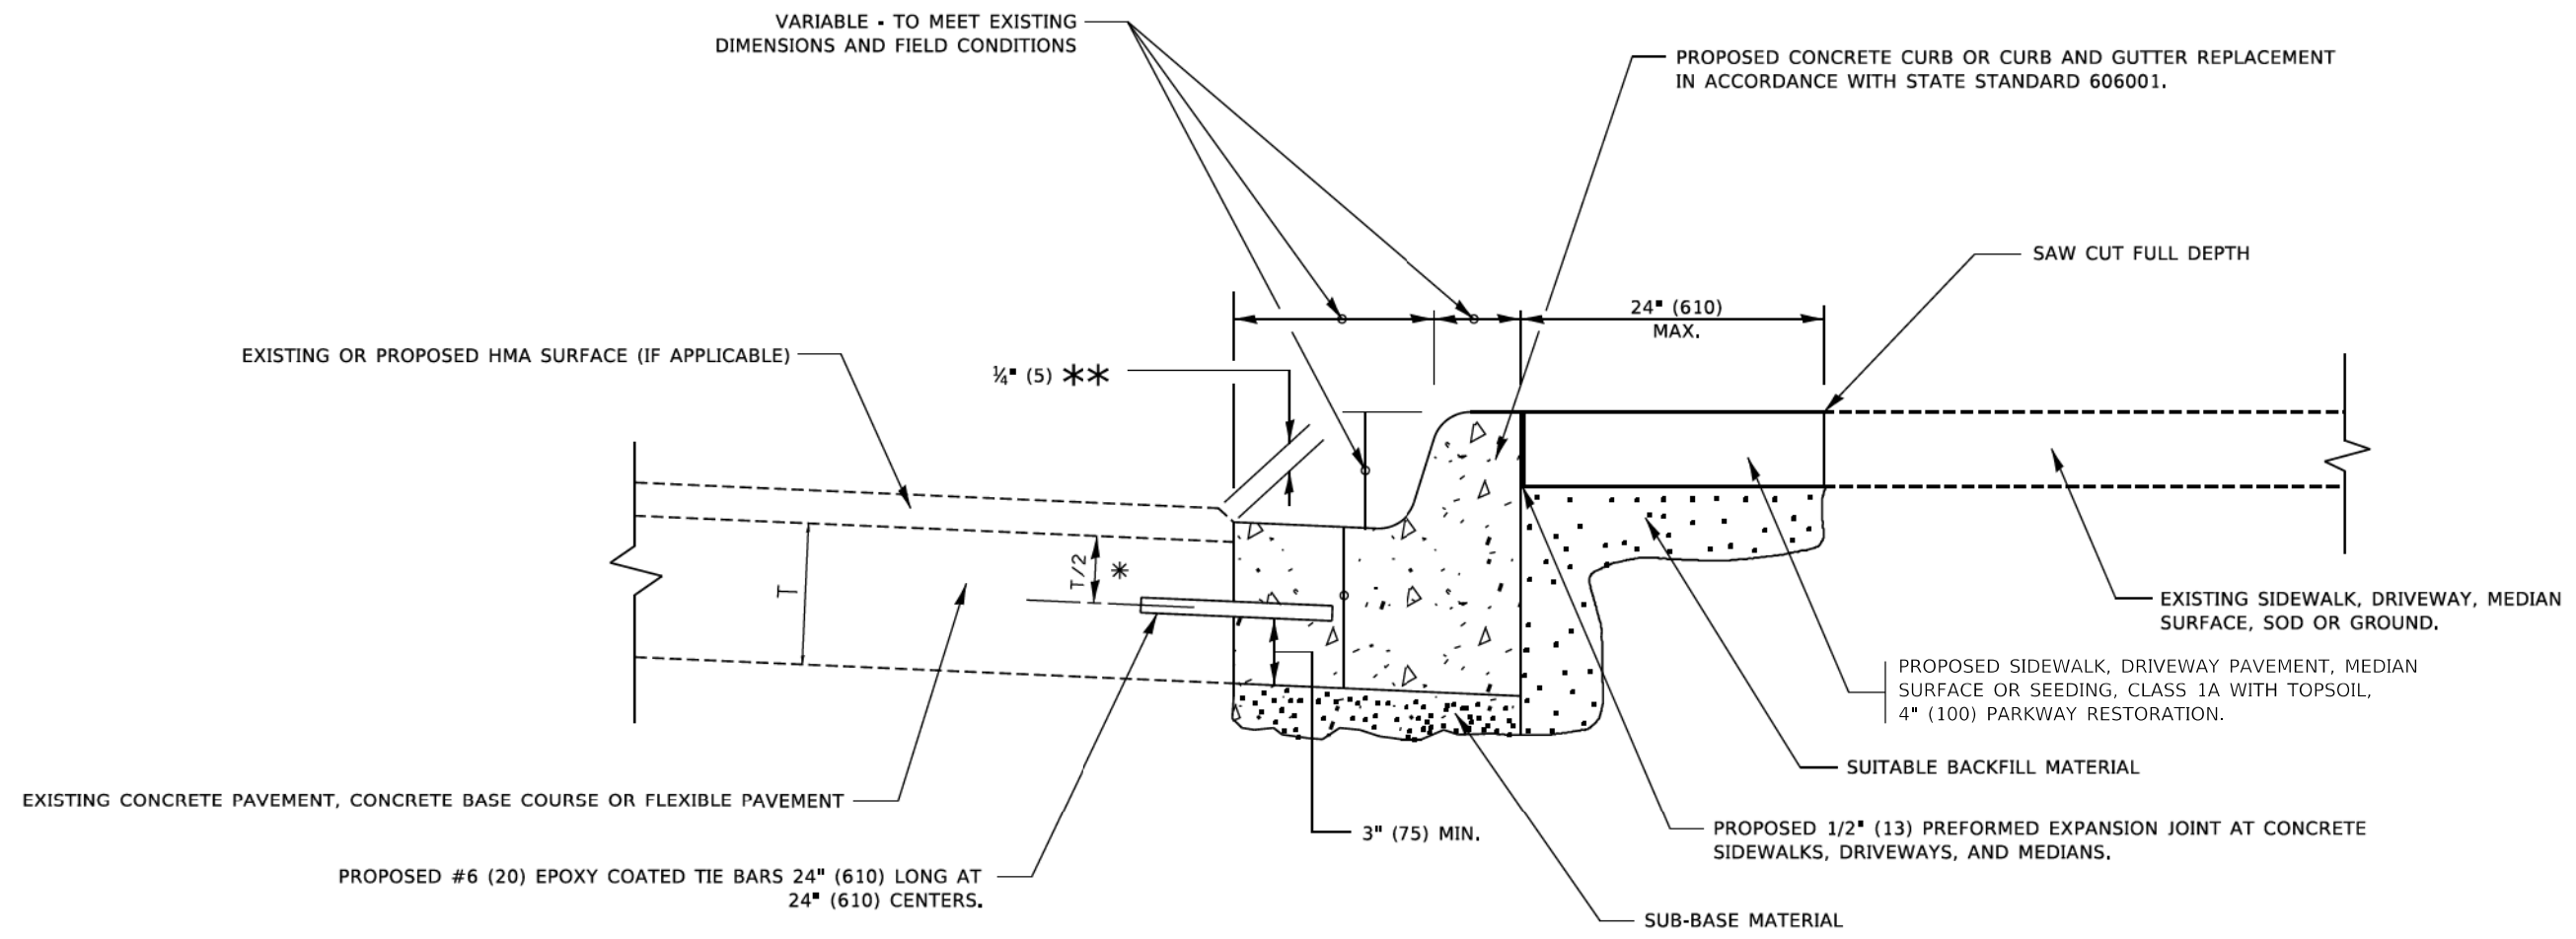 VARIABLE - TO MEET EXISTING
DIMENSIONS AND FIELD CONDITIONS
PROPOSED CONCRETE CURB OR CURB AND GUTTER REPLACEMENT
IN ACCORDANCE WITH STATE STANDARD 606001.
SAW CUT FULL DEPTH
24" (610)
MAX.
EXISTING OR PROPOSED HMA SURFACE (IF APPLICABLE)
¼" (5) **
T/2
*
T
EXISTING SIDEWALK, DRIVEWAY, MEDIAN
SURFACE, SOD OR GROUND.
PROPOSED SIDEWALK, DRIVEWAY PAVEMENT, MEDIAN
SURFACE OR SEEDING, CLASS 1A WITH TOPSOIL,
4" (100) PARKWAY RESTORATION.
SUITABLE BACKFILL MATERIAL
EXISTING CONCRETE PAVEMENT, CONCRETE BASE COURSE OR FLEXIBLE PAVEMENT
3" (75) MIN.
PROPOSED 1/2" (13) PREFORMED EXPANSION JOINT AT CONCRETE
SIDEWALKS, DRIVEWAYS, AND MEDIANS.
PROPOSED #6 (20) EPOXY COATED TIE BARS 24" (610) LONG AT
24" (610) CENTERS.
SUB-BASE MATERIAL